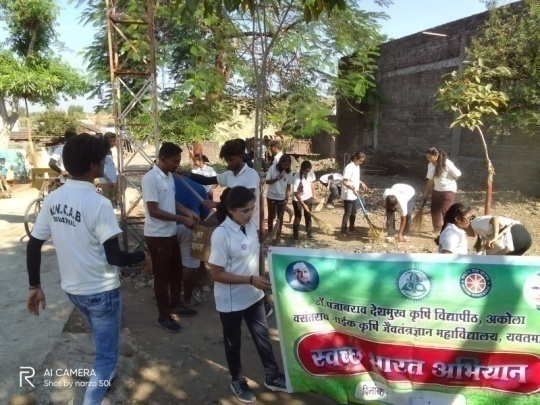 V.N.C.A.B
डॉ पंजाबराव देशमुख कृषि विद्यापीठ, अकोला
वसंतराव नाईक कृषि जैवतंत्रज्ञान महाविद्यालय, यवतमा
स्वच्छ भारत अभियान
दिनांक
AI CAMERA
Shot by narzo 50i